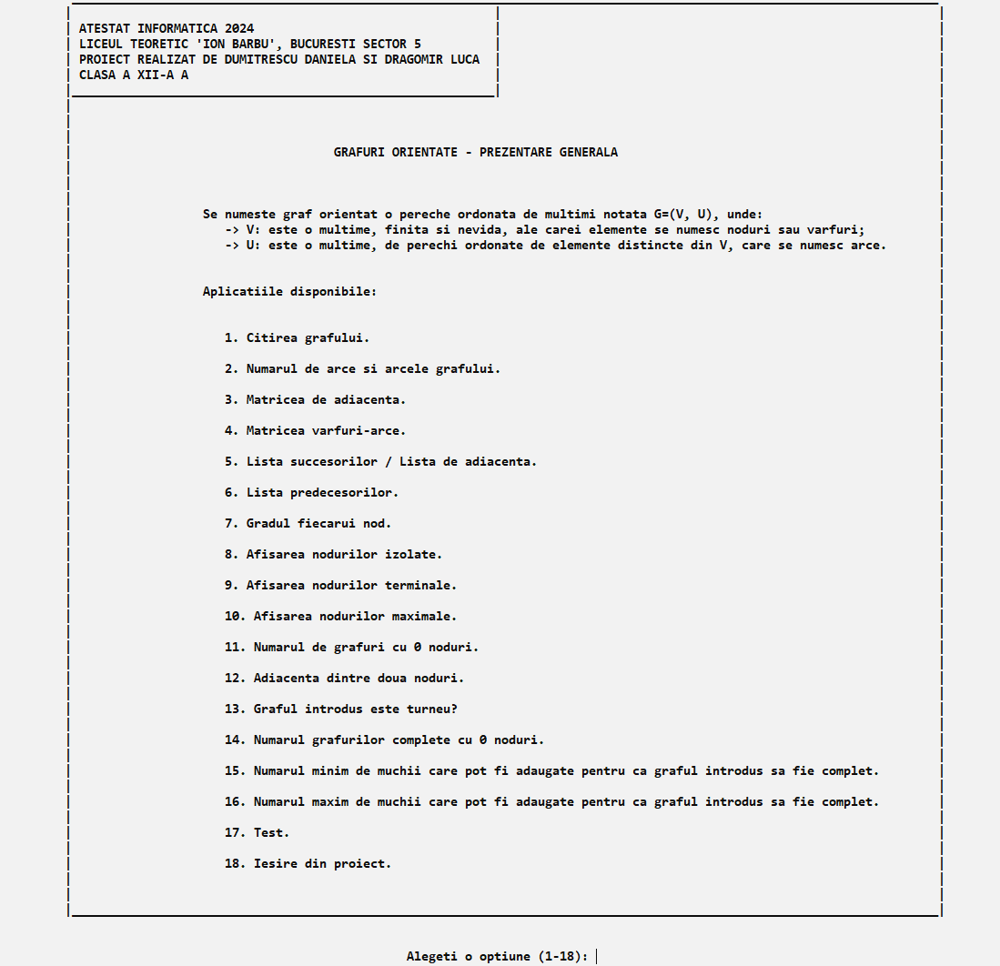 ATESTAT INFORMATICA 2024
LICEUL TEORETIC 'ION BARBU', BUCURESTI SECTOR 5
PROIECT REALIZAT DE DUMITRESCU DANIELA SI DRAGOMIR LUCA
CLASA A XII-A A
GRAFURI ORIENTATE - PREZENTARE GENERALA
Se numeste graf orientat o pereche ordonata de multimi notata G=(V, U), unde:
-> V: este o multime, finita si nevida, ale carei elemente se numesc noduri sau varfuri;
-> U: este o multime, de perechi ordonate de elemente distincte din V, care se numesc arce.
Aplicatiile disponibile:
1. Citirea grafului.
2. Numarul de arce si arcele grafului.
3. Matricea de adiacenta.
4. Matricea varfuri-arce.
5. Lista succesorilor / Lista de adiacenta.
6. Lista predecesorilor.
7. Gradul fiecarui nod.
8. Afisarea nodurilor izolate.
9. Afisarea nodurilor terminale.
10. Afisarea nodurilor maximale.
11. Numarul de grafuri cu 0 noduri.
12. Adiacenta dintre doua noduri.
13. Graful introdus este turneu?
14. Numarul grafurilor complete cu 0 noduri.
15. Numarul minim de muchii care pot fi adaugate pentru ca graful introdus sa fie complet.
16. Numarul maxim de muchii care pot fi adaugate pentru ca graful introdus sa fie complet.
17. Test.
18. Iesire din proiect.
Alegeti o optiune (1-18):